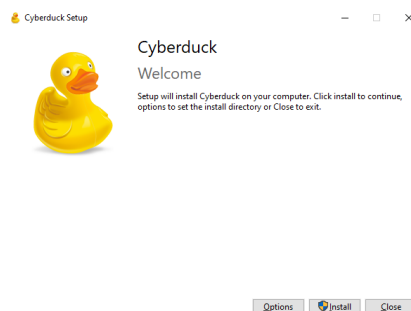 Cyberduck Setup
Cyberduck
Welcome
Setup will install Cyberduck on your computer. Click install to continue,
options to set the install directory or Close to exit.
Options Install Close